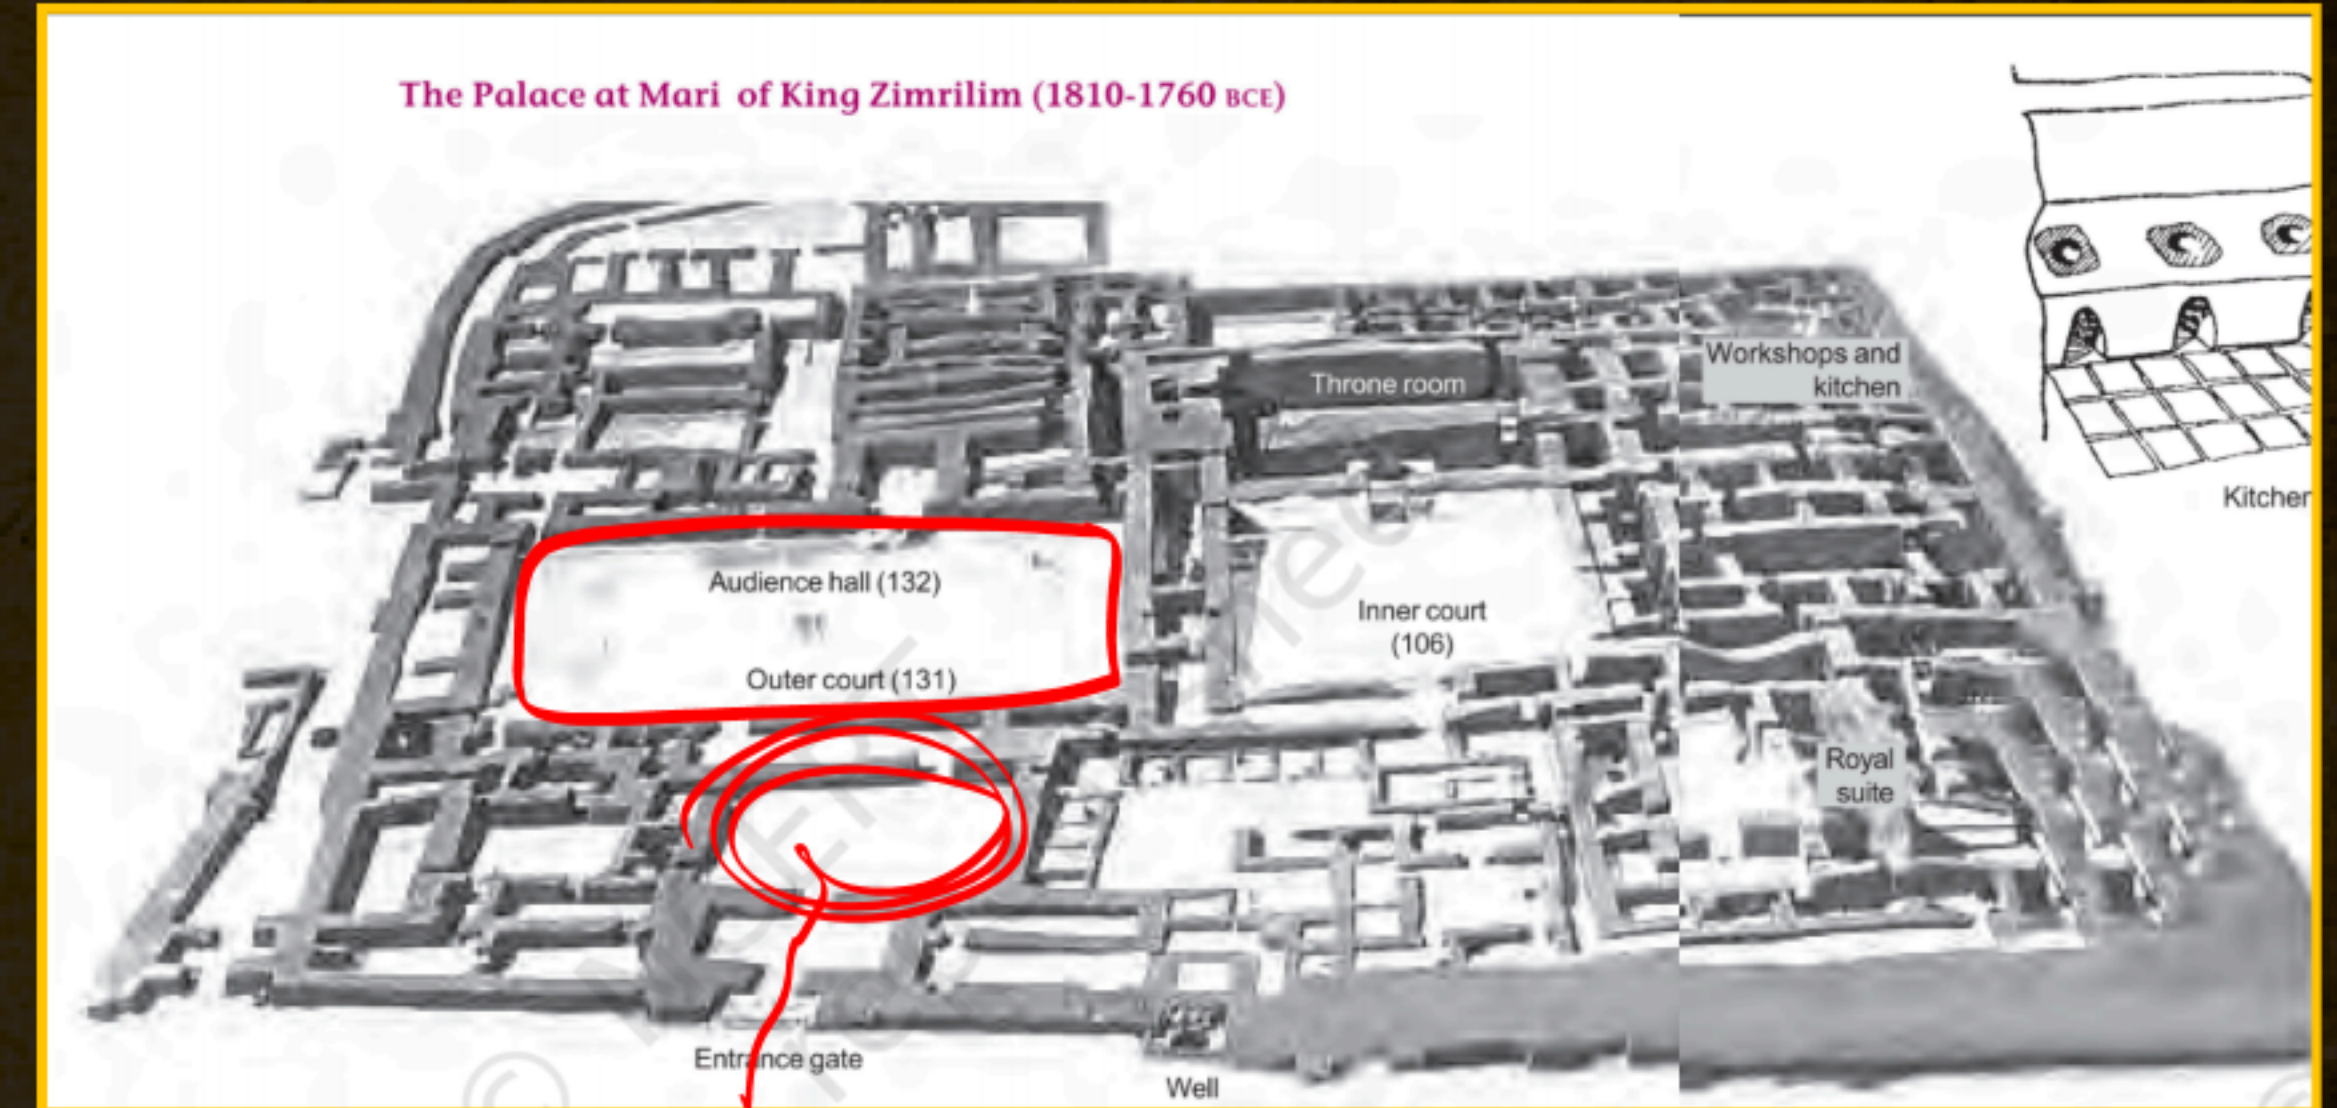 The Palace at Mari of King Zimrilim (1810-1760 BCE)
Workshops and
kitchen
Throne room
Kitchen
Audience hall (132)
Inner court
(106)
Outer court (131)
Royal
suite
Entrance gate
Well